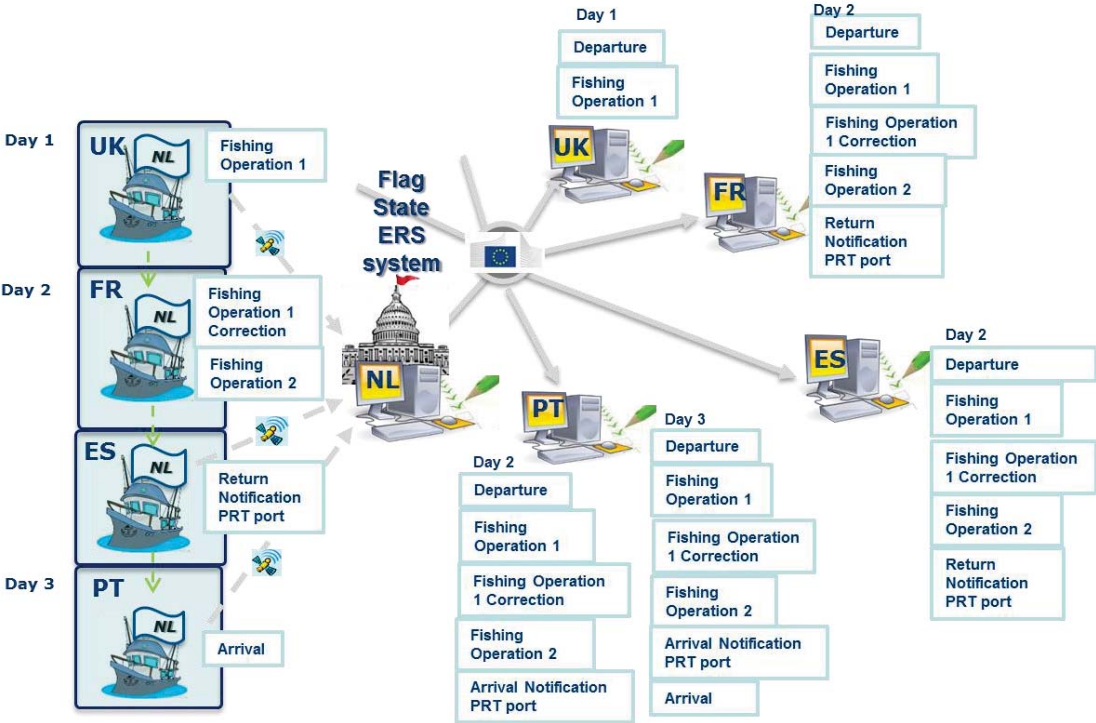 Day 1
UK
NL
Fishing
Operation 1
Day 2
FR
NL
Fishing
Operation 1
Correction
Fishing
Operation 2
ES
NL
Return
Notification
PRT port
Day 3
PT
NL
Arrival
Flag
State
ERS
system
NL
Day 1
Departure
Fishing
Operation 1
UK
Day 2
Departure
Fishing
Operation 1
Fishing Operation
1 Correction
Fishing
Operation 2
Return
Notification
PRT port
FR
ES
Day 2
Departure
Fishing
Operation 1
Fishing Operation
1 Correction
Fishing
Operation 2
Return
Notification
PRT port
PT
Day 2
Departure
Fishing
Operation 1
Fishing Operation
1 Correction
Fishing
Operation 2
Arrival Notification
PRT port
Day 3
Departure
Fishing
Operation 1
Fishing Operation
1 Correction
Fishing
Operation 2
Arrival Notification
PRT port
Arrival